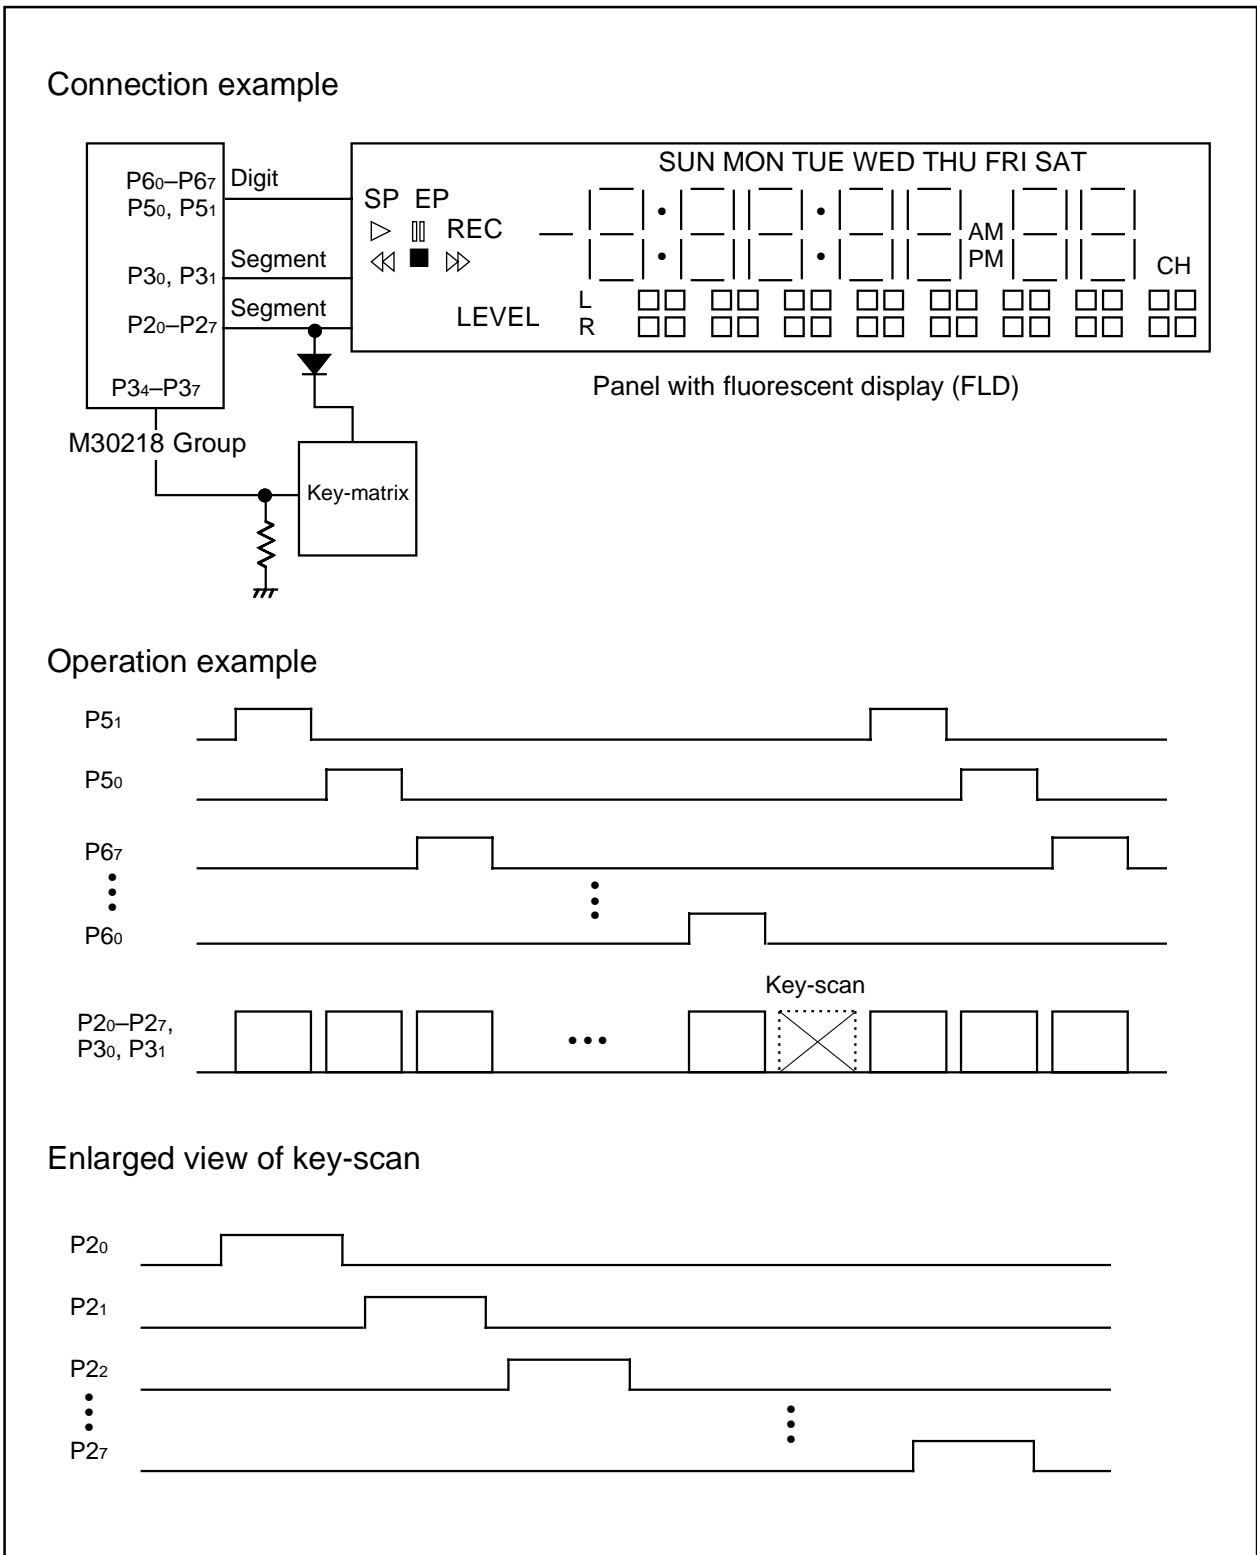 Connection example
P60–P67
P50, P51
Digit
P30, P31
Segment
P20–P27
Segment
P34–P37
M30218 Group
Key-matrix
SUN MON TUE WED THU FRI SAT
SP EP
REC
AM
PM
CH
LEVEL
L
R
Panel with fluorescent display (FLD)
Operation example
P51
P50
P67
P60
Key-scan
P20–P27,
P30, P31
Enlarged view of key-scan
P20
P21
P22
P27